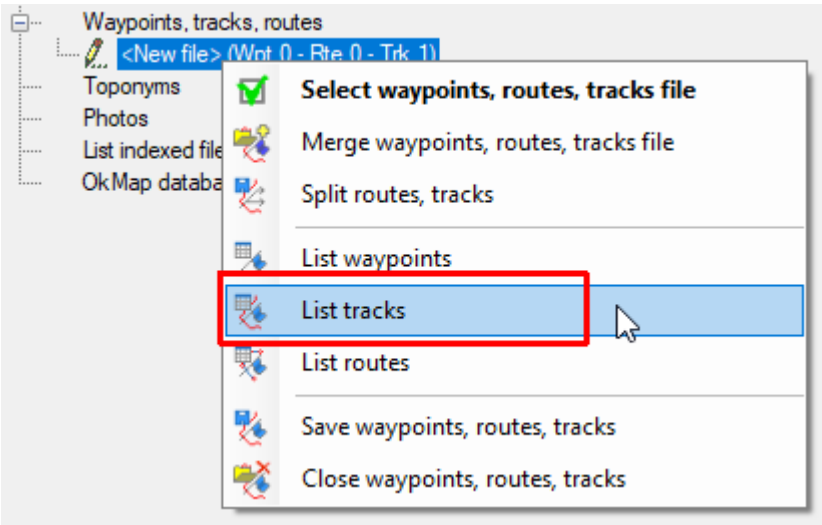 Waypoints, tracks, routes
<New file> (Wpt 0 - Rte 0 - Trk 1)
Toponyms
Photos
List indexed file
OkMap databa
Select waypoints, routes, tracks file
Merge waypoints, routes, tracks file
Split routes, tracks
List waypoints
List tracks
List routes
Save waypoints, routes, tracks
Close waypoints, routes, tracks